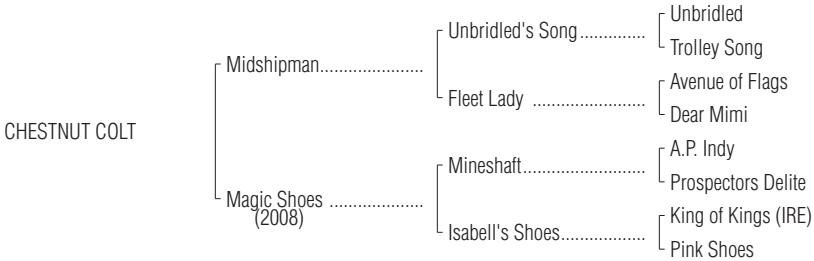 Unbridled
Unbridled's Song..............
Trolley Song
Midshipman......................
Avenue of Flags
Fleet Lady ........................
Dear Mimi
CHESTNUT COLT
A.P. Indy
Mineshaft..........................
Prospectors Delite
Magic Shoes ....................
(2008)
King of Kings (IRE)
Isabell's Shoes..................
Pink Shoes